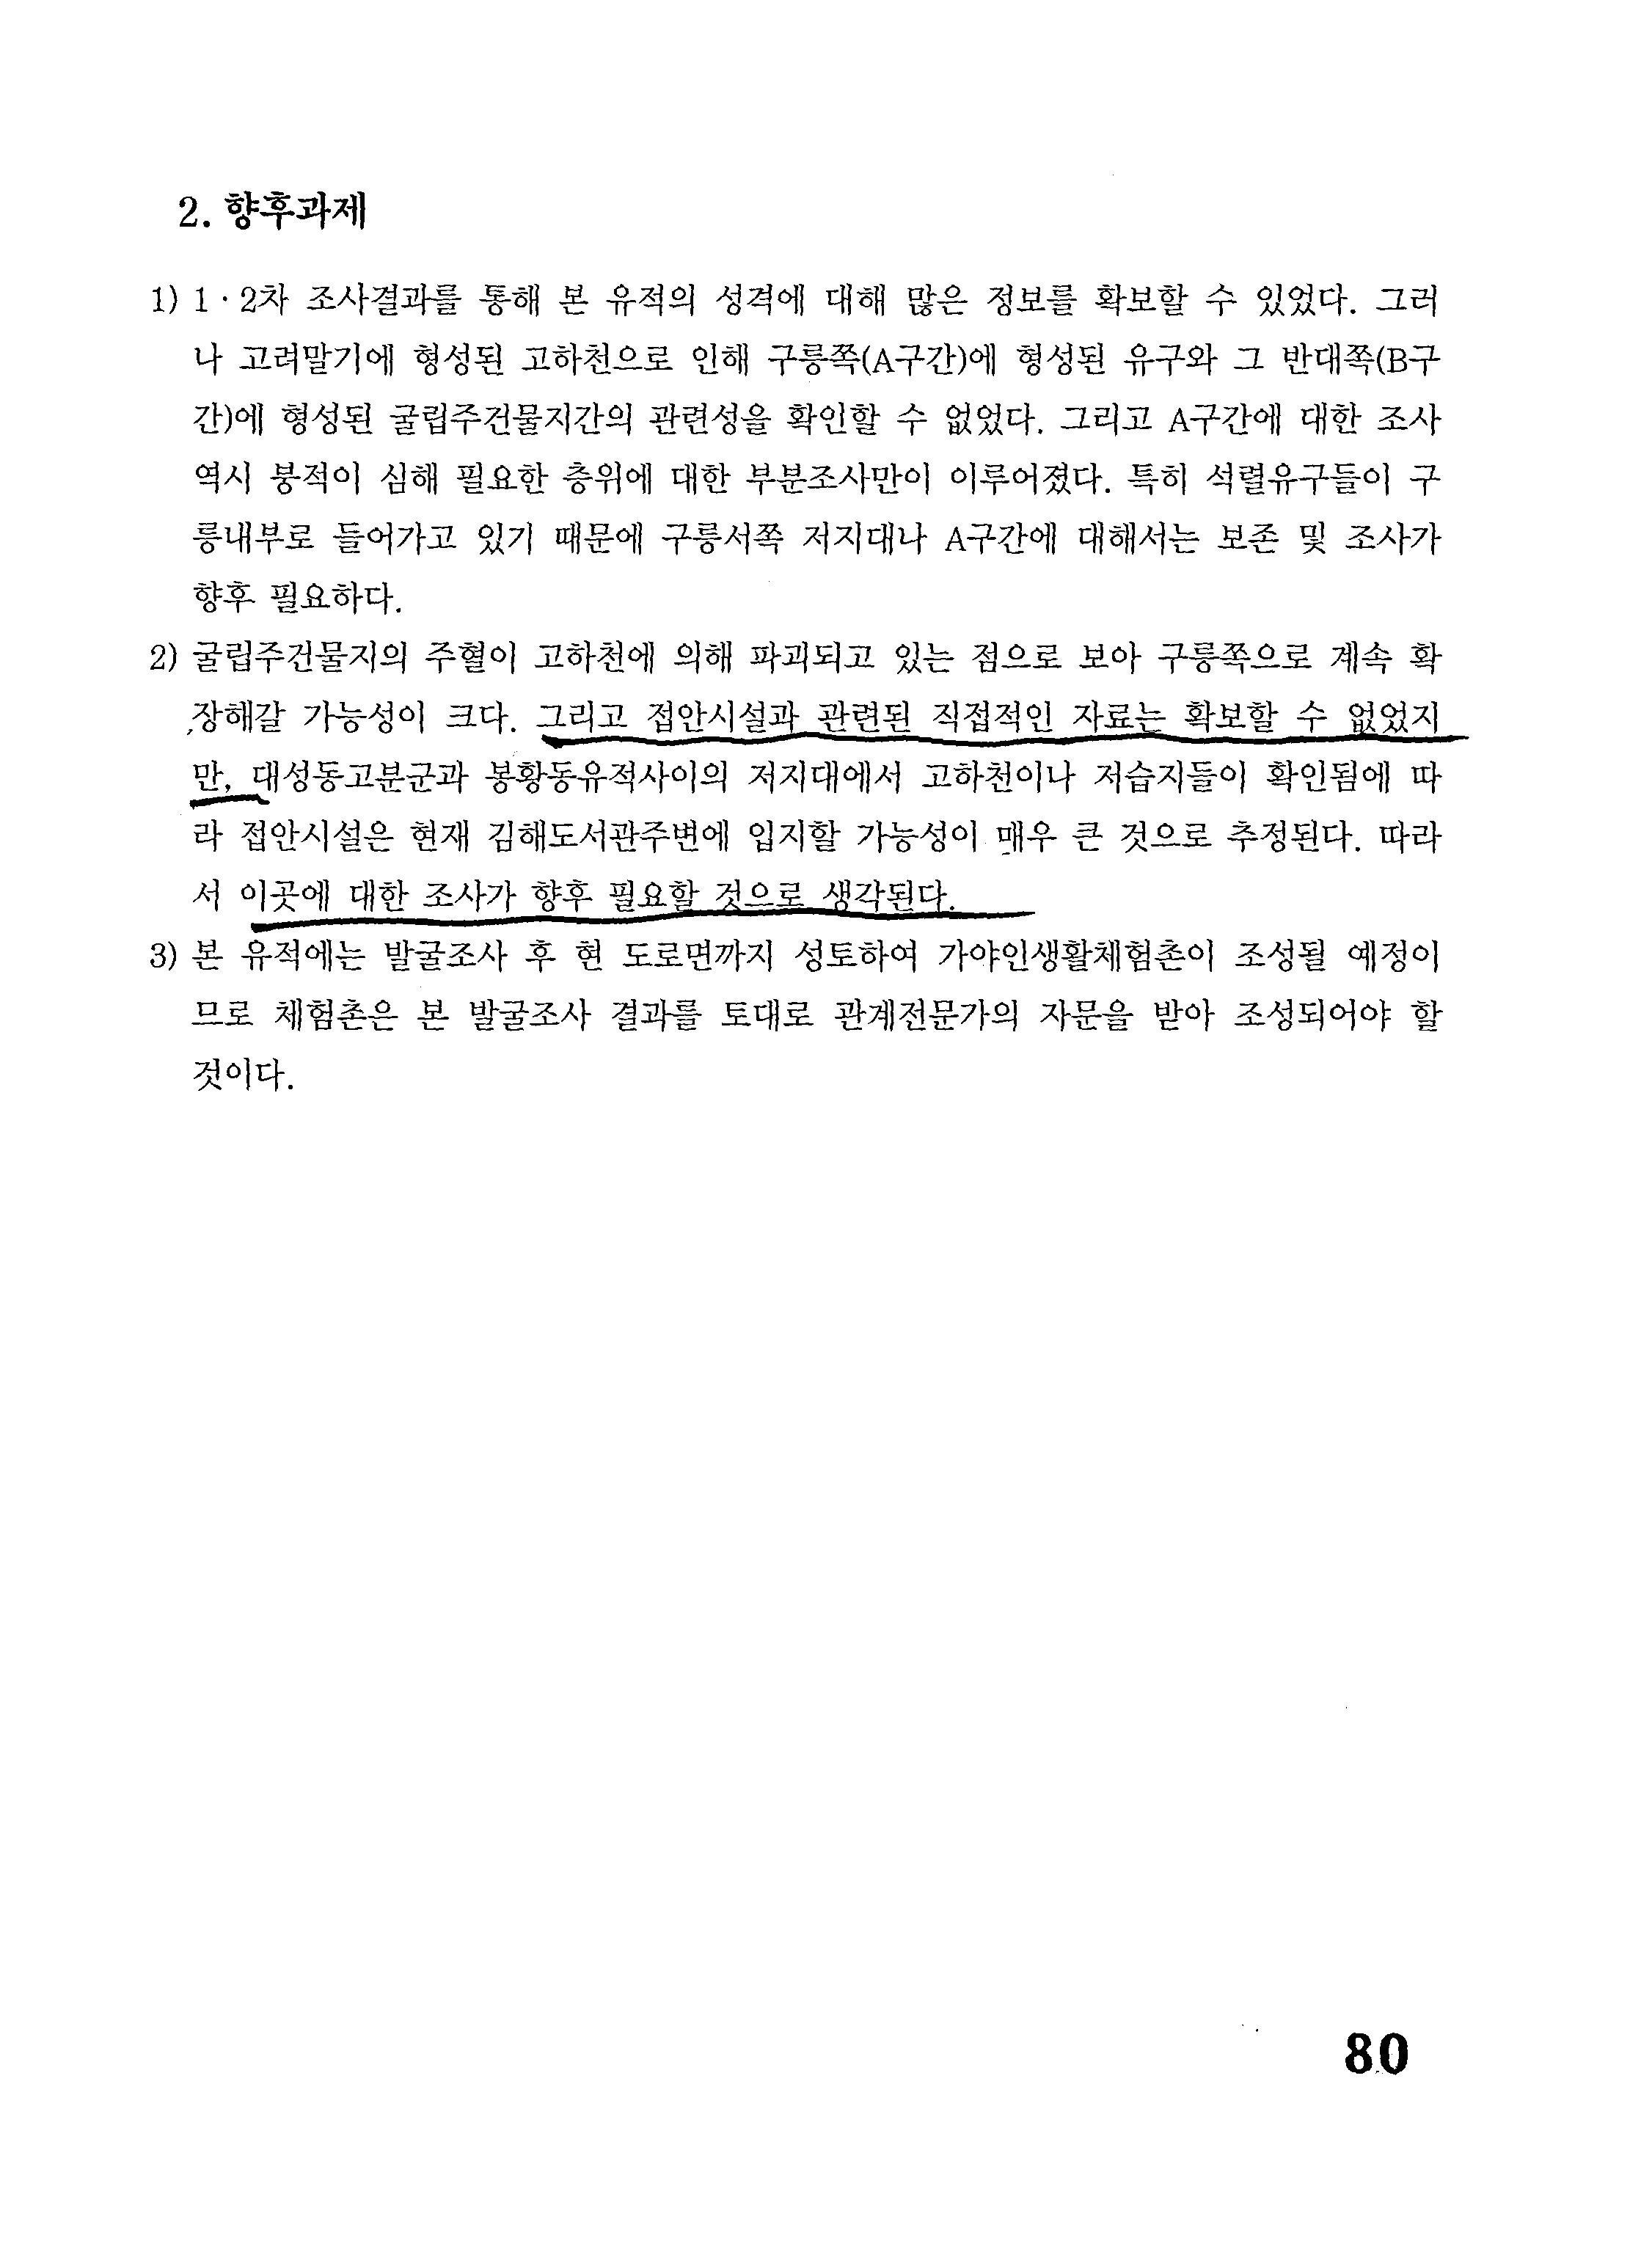 2. 향후과제
1) 1·2차 조사결과를 통해 본 유적의 성격에 대해 많은 정보를 확보할 수 있었다. 그러
나 고려말기에 형성된 고하천으로 인해 구릉쪽(A구간)에 형성된 유구와 그 반대쪽(B구
간)에 형성된 굴립주건물지간의 관련성을 확인할 수 없었다. 그리고 A구간에 대한 조사
역시 붕적이 심해 필요한 층위에 대한 부분조사만이 이루어졌다. 특히 석렬유구들이 구
릉내부로 들어가고 있기 때문에 구릉서쪽 저지대나 A구간에 대해서는 보존 및 조사가
향후 필요하다.
2) 굴립주건물지의 주혈이 고하천에 의해 파괴되고 있는 점으로 보아 구릉쪽으로 계속 확
장해갈 가능성이 크다. 그리고 접안시설과 관련된 직접적인 자료는 확보할 수 없었지
만, 대성동고분군과 봉황동유적사이의 저지대에서 고하천이나 저습지들이 확인됨에 따
라 접안시설은 현재 김해도서관주변에 입지할 가능성이 매우 큰 것으로 추정된다. 따라
서 이곳에 대한 조사가 향후 필요할 것으로 생각된다.
3) 본 유적에는 발굴조사 후 현 도로면까지 성토하여 가야인생활체험촌이 조성될 예정이
므로 체험촌은 본 발굴조사 결과를 토대로 관계전문가의 자문을 받아 조성되어야 할
것이다.
80